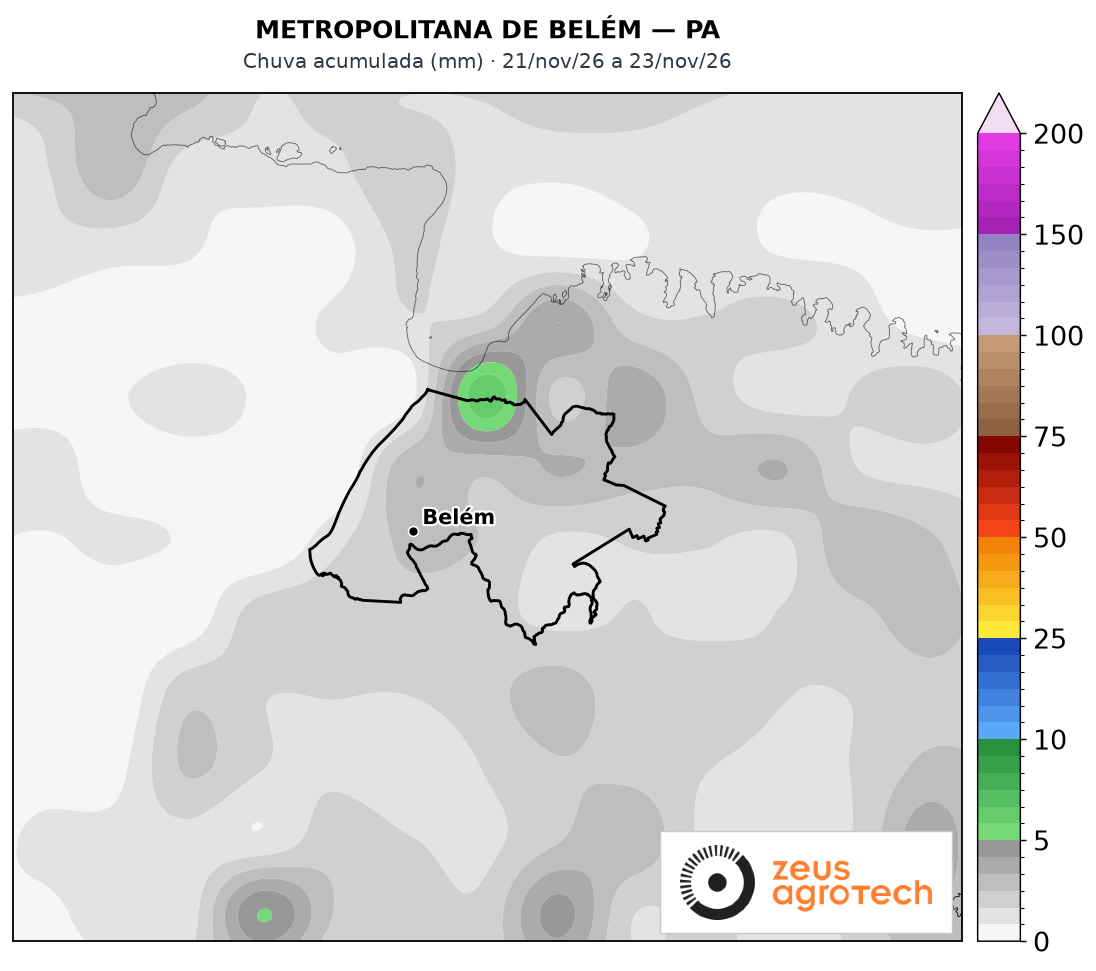 METROPOLITANA DE BELÉM — PA
Chuva acumulada (mm) · 21/nov/26 a 23/nov/26
200
150
100
75
50
25
10
5
0
Belém
zeus
agrotech